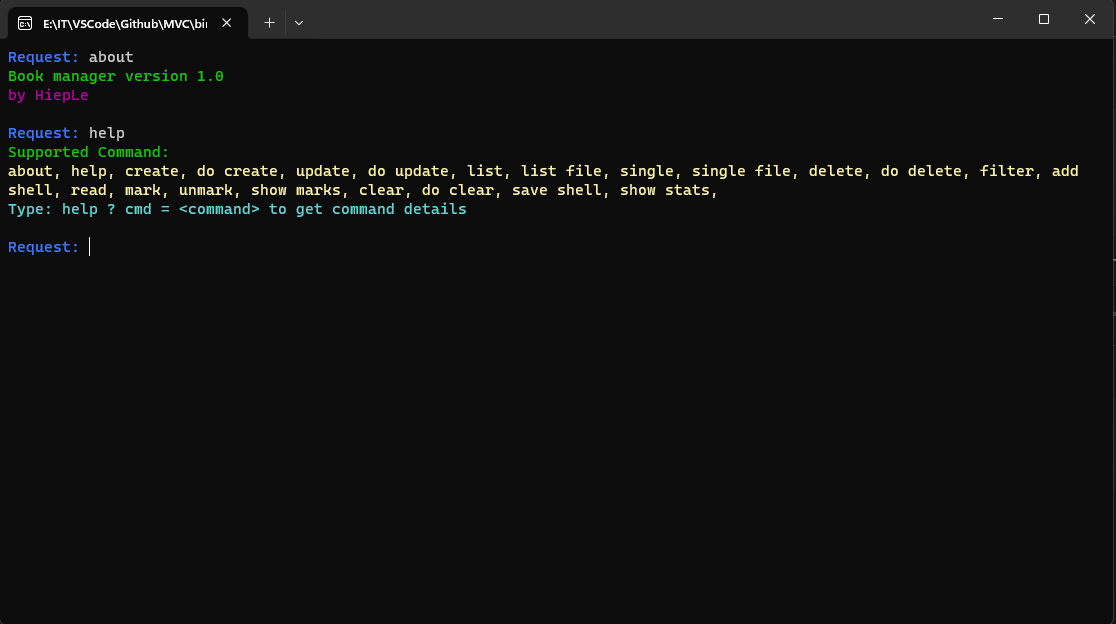 E:\IT\VSCode\Github\MVC\bin
Request: about
Book manager version 1.0
by HiepLe
Request: help
Supported Command:
about, help, create, do create, update, do update, list, list file, single, single file, delete, do delete, filter, add
shell, read, mark, unmark, show marks, clear, do clear, save shell, show stats,
Type: help ? cmd = <command> to get command details
Request: